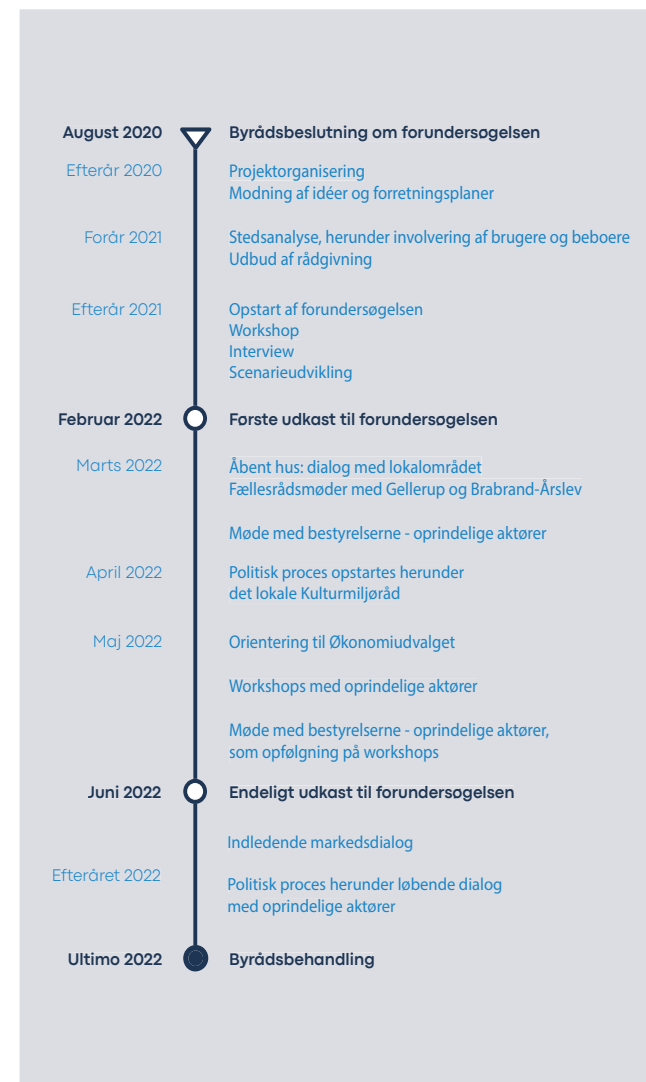 August 2020 Byrådsbeslutning om forundersøgelsen
Efterår 2020 Projektorganisering
Modning af idéer og forretningsplaner
Forår 2021 Stedsanalyse, herunder involvering af brugere og beboere
Udbud af rådgivning
Efterår 2021 Opstart af forundersøgelsen
Workshop
Interview
Scenarieudvikling
Februar 2022 Første udkast til forundersøgelsen
Marts 2022 Åbent hus: dialog med lokalområdet
Fællesrådsmøder med Gellerup og Brabrand-Årslev
Møde med bestyrelserne - oprindelige aktører
April 2022 Politisk proces opstartes herunder
det lokale Kulturmiljøråd
Maj 2022 Orientering til Økonomiudvalget
Workshops med oprindelige aktører
Møde med bestyrelserne - oprindelige aktører,
som opfølgning på workshops
Juni 2022 Endeligt udkast til forundersøgelsen
Indledende markedsdialog
Efteråret 2022 Politisk proces herunder løbende dialog
med oprindelige aktører
Ultimo 2022 Byrådsbehandling